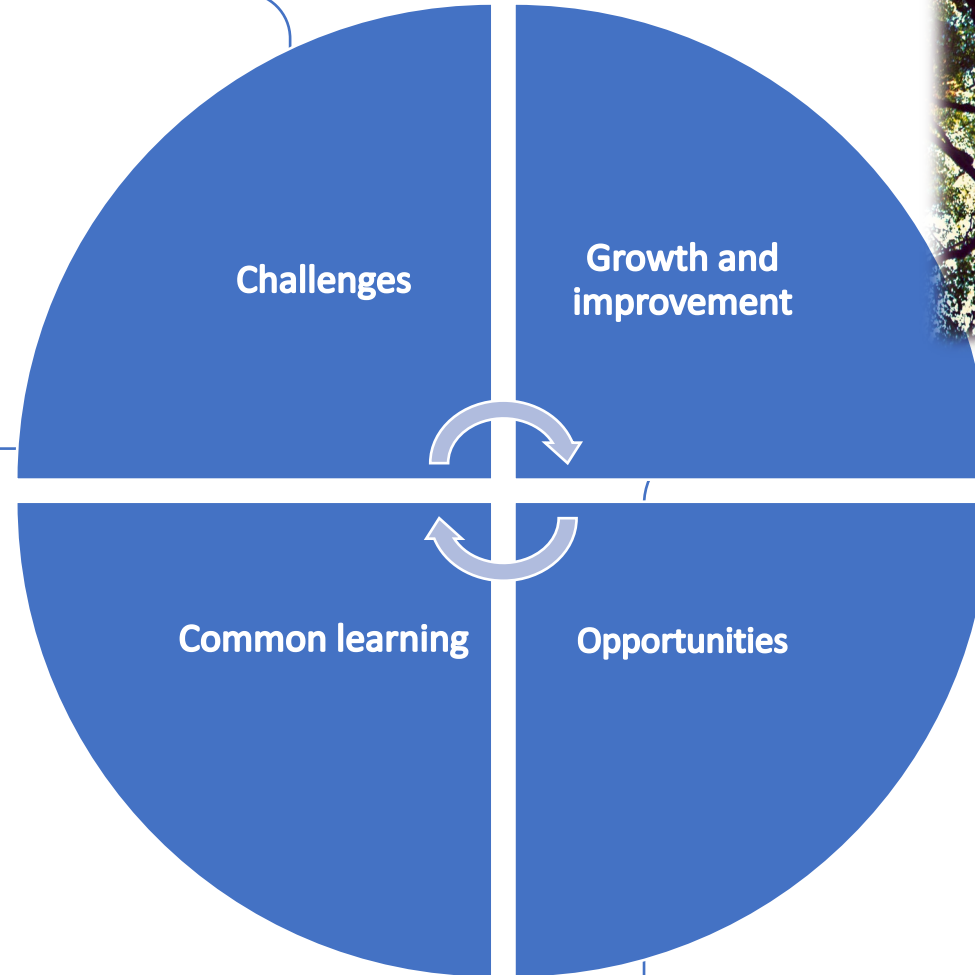 Challenges
Growth and
improvement
Common learning
Opportunities